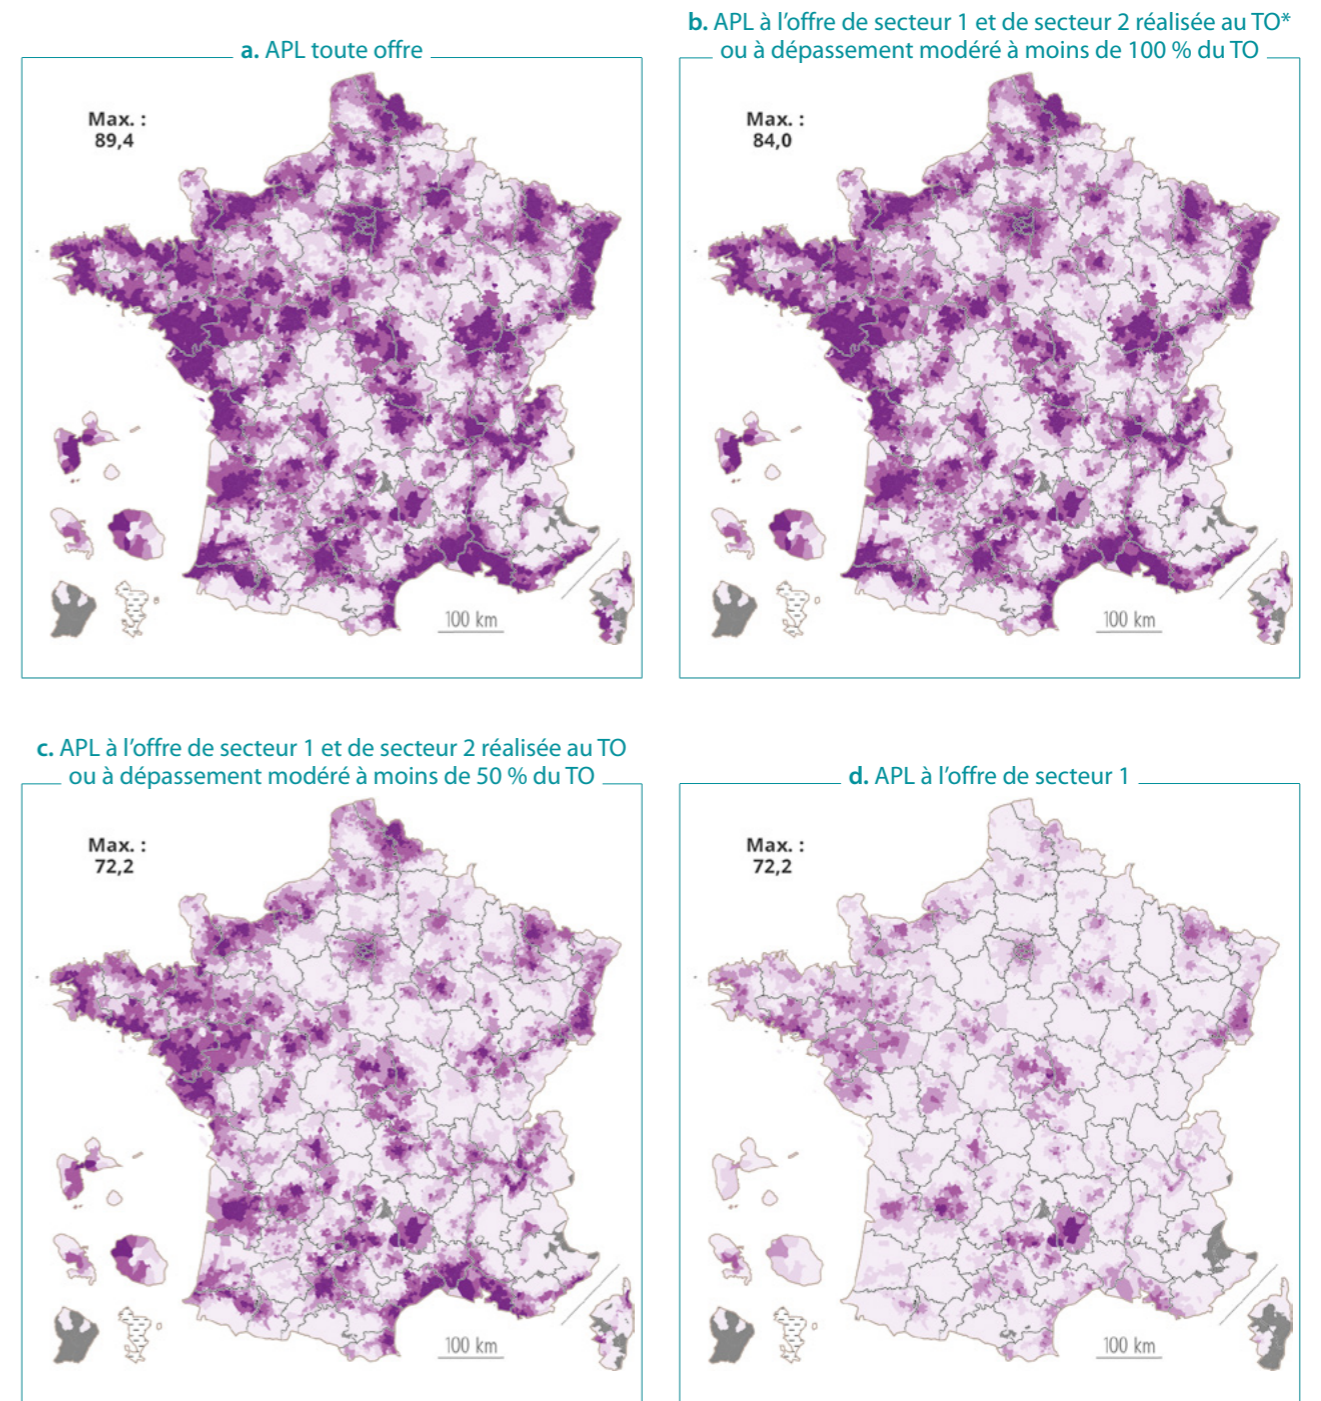 a. APL toute offre
Max. :
89,4
100 km
b. APL à l'offre de secteur 1 et de secteur 2 réalisée au TO*
ou à dépassement modéré à moins de 100 % du TO
Max. :
84,0
100 km
c. APL à l'offre de secteur 1 et de secteur 2 réalisée au TO
ou à dépassement modéré à moins de 50 % du TO
Max. :
72,2
100 km
d. APL à l'offre de secteur 1
Max. :
72,2
100 km